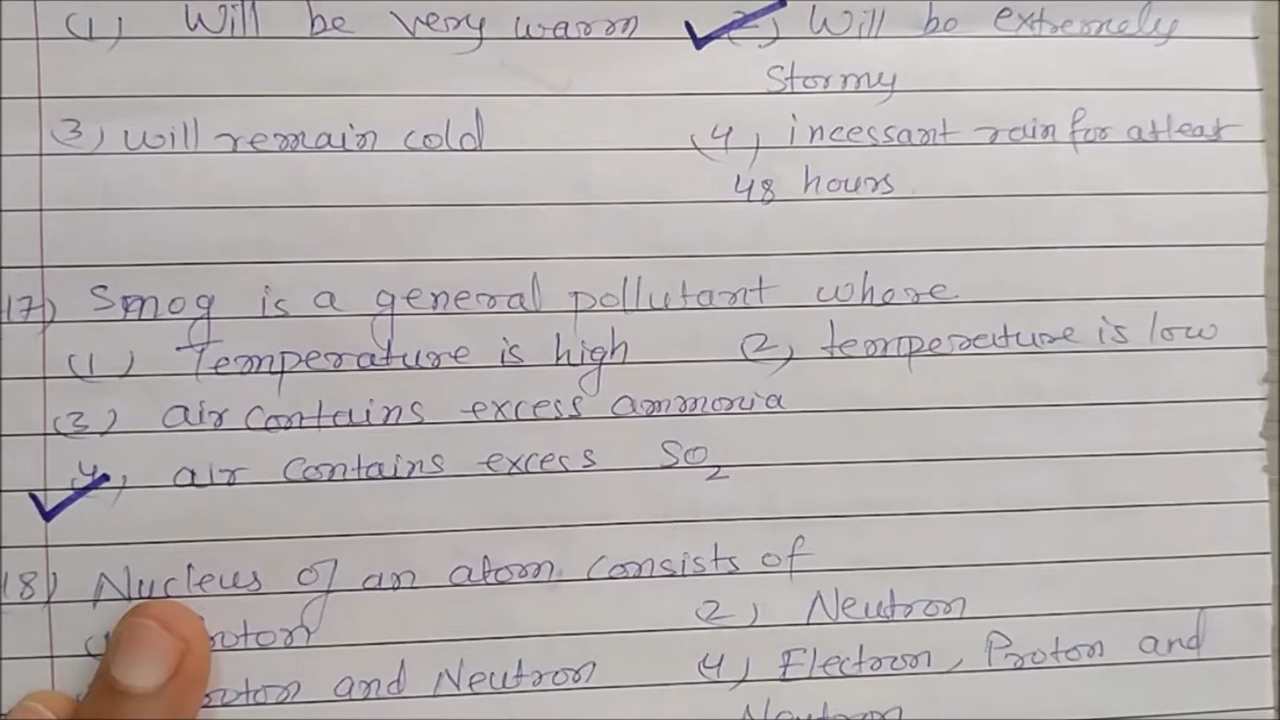 (1) Will be very warm (2) Will be extremely
Stormy
3) will remain cold (4) incessant rain for atleast
48 hours.
17) Smog is a general pollutant where
(1) Temperature is high (2) temperature is low
(3) air contains excess ammonia
4) air contains excess SO₂
18) Nucleus of an atom consists of
2) Neutron
and Neutron (4) Electron, Proton and
Neutron